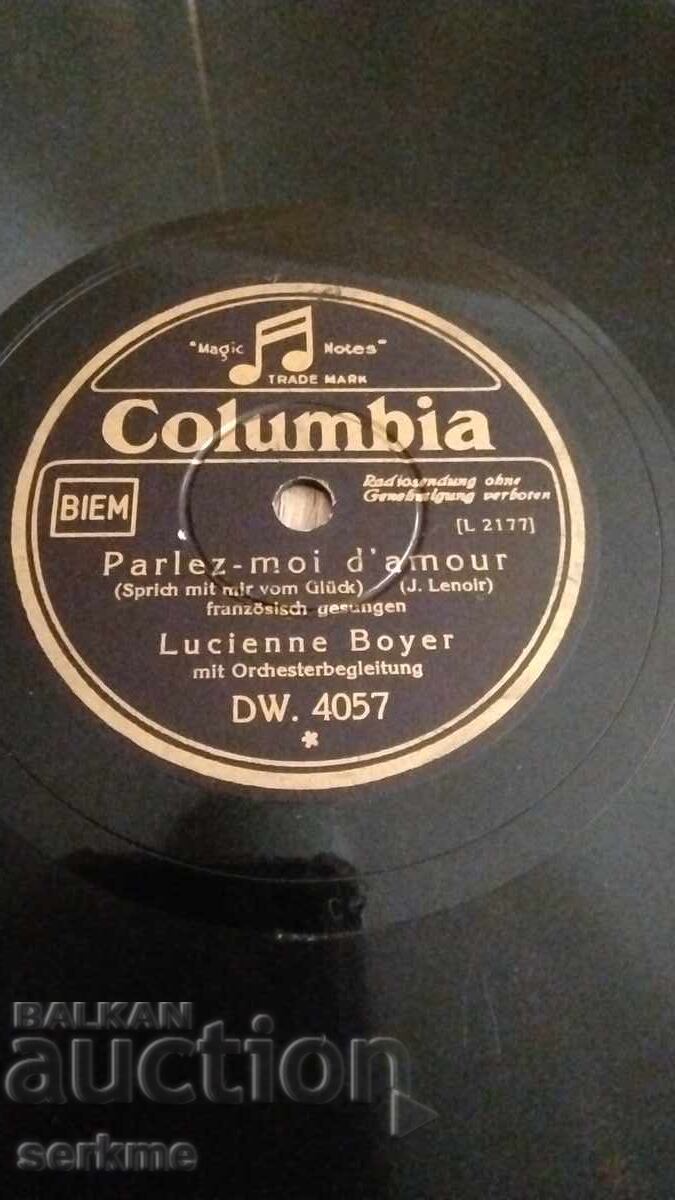 "Magic Notes"
TRADE MARK
Columbia
BIEM
Radiosendung ohne
Genehmigung verboten
[L 2177]
Parlez-moi d'amour
(Sprich mit mir vom Glück) (J. Lenoir)
französisch gesungen
Lucienne Boyer
mit Orchesterbegleitung
DW. 4057
*
BALKAN
auction
serkme